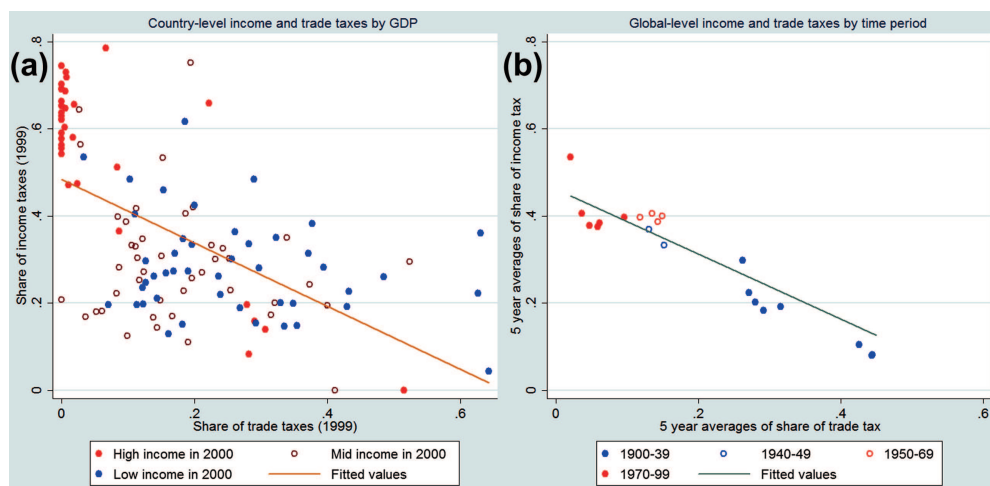 Country-level income and trade taxes by GDP
(a)
Share of income taxes (1999)
.8
.6
.4
.2
0
0 .2 .4 .6
Share of trade taxes (1999)
High income in 2000 Mid income in 2000
Low income in 2000 Fitted values
Global-level income and trade taxes by time period
(b)
5 year averages of share of income tax
.8
.6
.4
.2
0
0 .2 .4 .6
5 year averages of share of trade tax
1900-39 1940-49 1950-69
1970-99 Fitted values